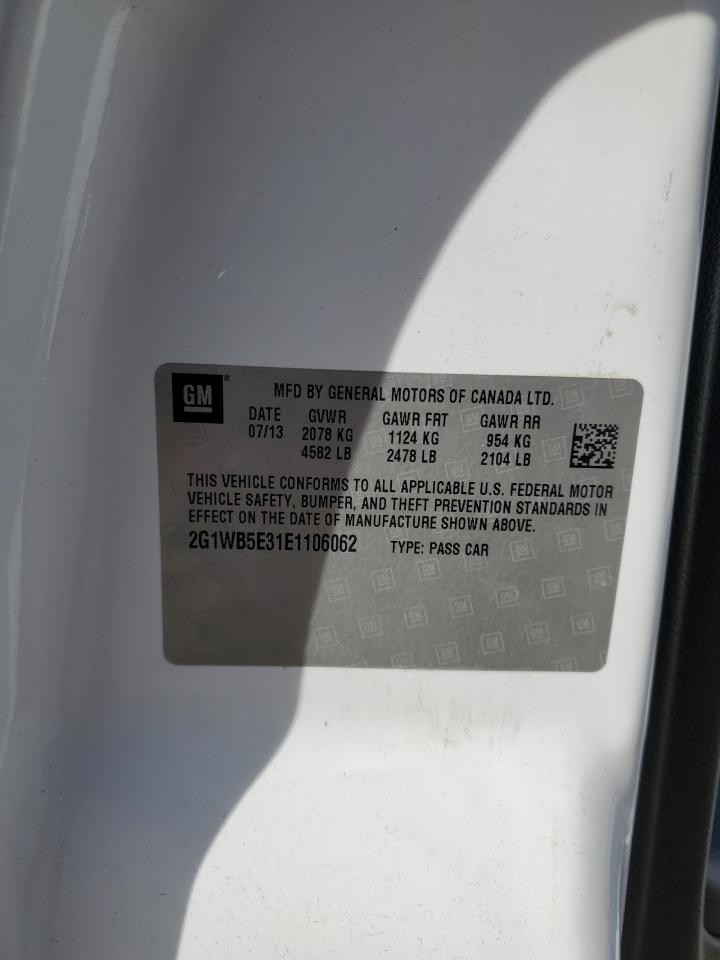 GM®
MFD BY GENERAL MOTORS OF CANADA LTD.
DATE GVWR GAWR FRT GAWR RR
07/13 2078 KG 1124 KG 954 KG
4582 LB 2478 LB 2104 LB
THIS VEHICLE CONFORMS TO ALL APPLICABLE U.S. FEDERAL MOTOR
VEHICLE SAFETY, BUMPER, AND THEFT PREVENTION STANDARDS IN
EFFECT ON THE DATE OF MANUFACTURE SHOWN ABOVE.
2G1WB5E31E1106062 TYPE: PASS CAR